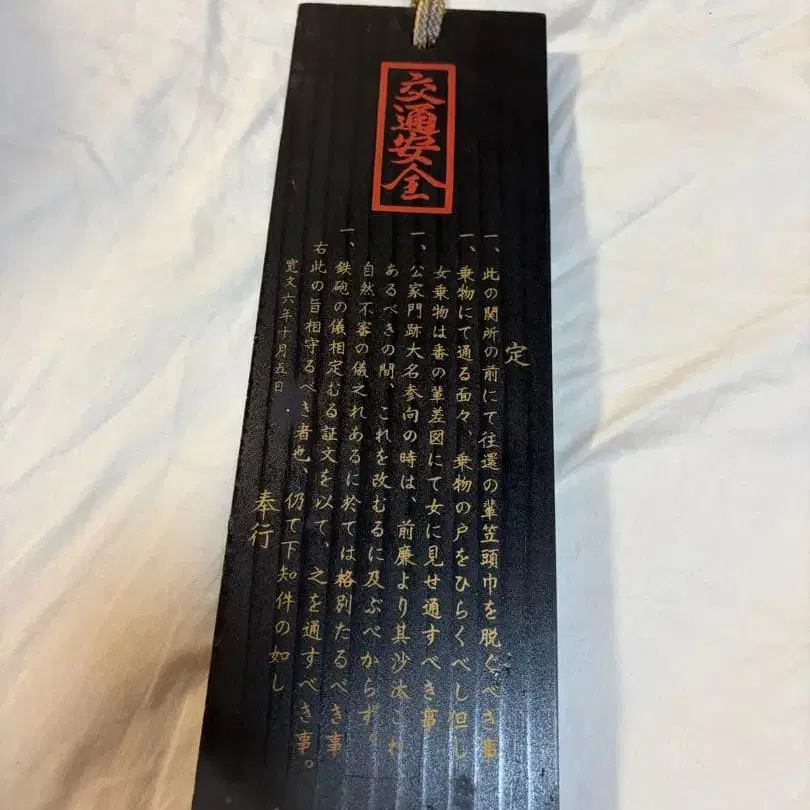 交通安全
定
一、此の関所の前にて往還の輩笠頭巾を脱ぐべき事
一、乗物にて通る面々、乗物の戸をひらくべし但し
女乗物は番の輩差図にて女に見せ通すべき事
一、公家門跡大名参向の時は、前廉より其沙汰これ
あるべきの間、これを改むるに及ぶべからず。
自然不審の儀之れあるに於ては格別たるべき事
一、鉄砲の儀相定むる証文を以て、之を通すべき事。
右此の旨相守るべき者也、仍て下知件の如し
寛文六年十月五日
奉行